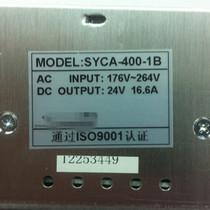 MODEL:SYCA-400-1B
AC INPUT: 176V~264V
DC OUTPUT: 24V 16.6A
通过ISO9001认证
12253449